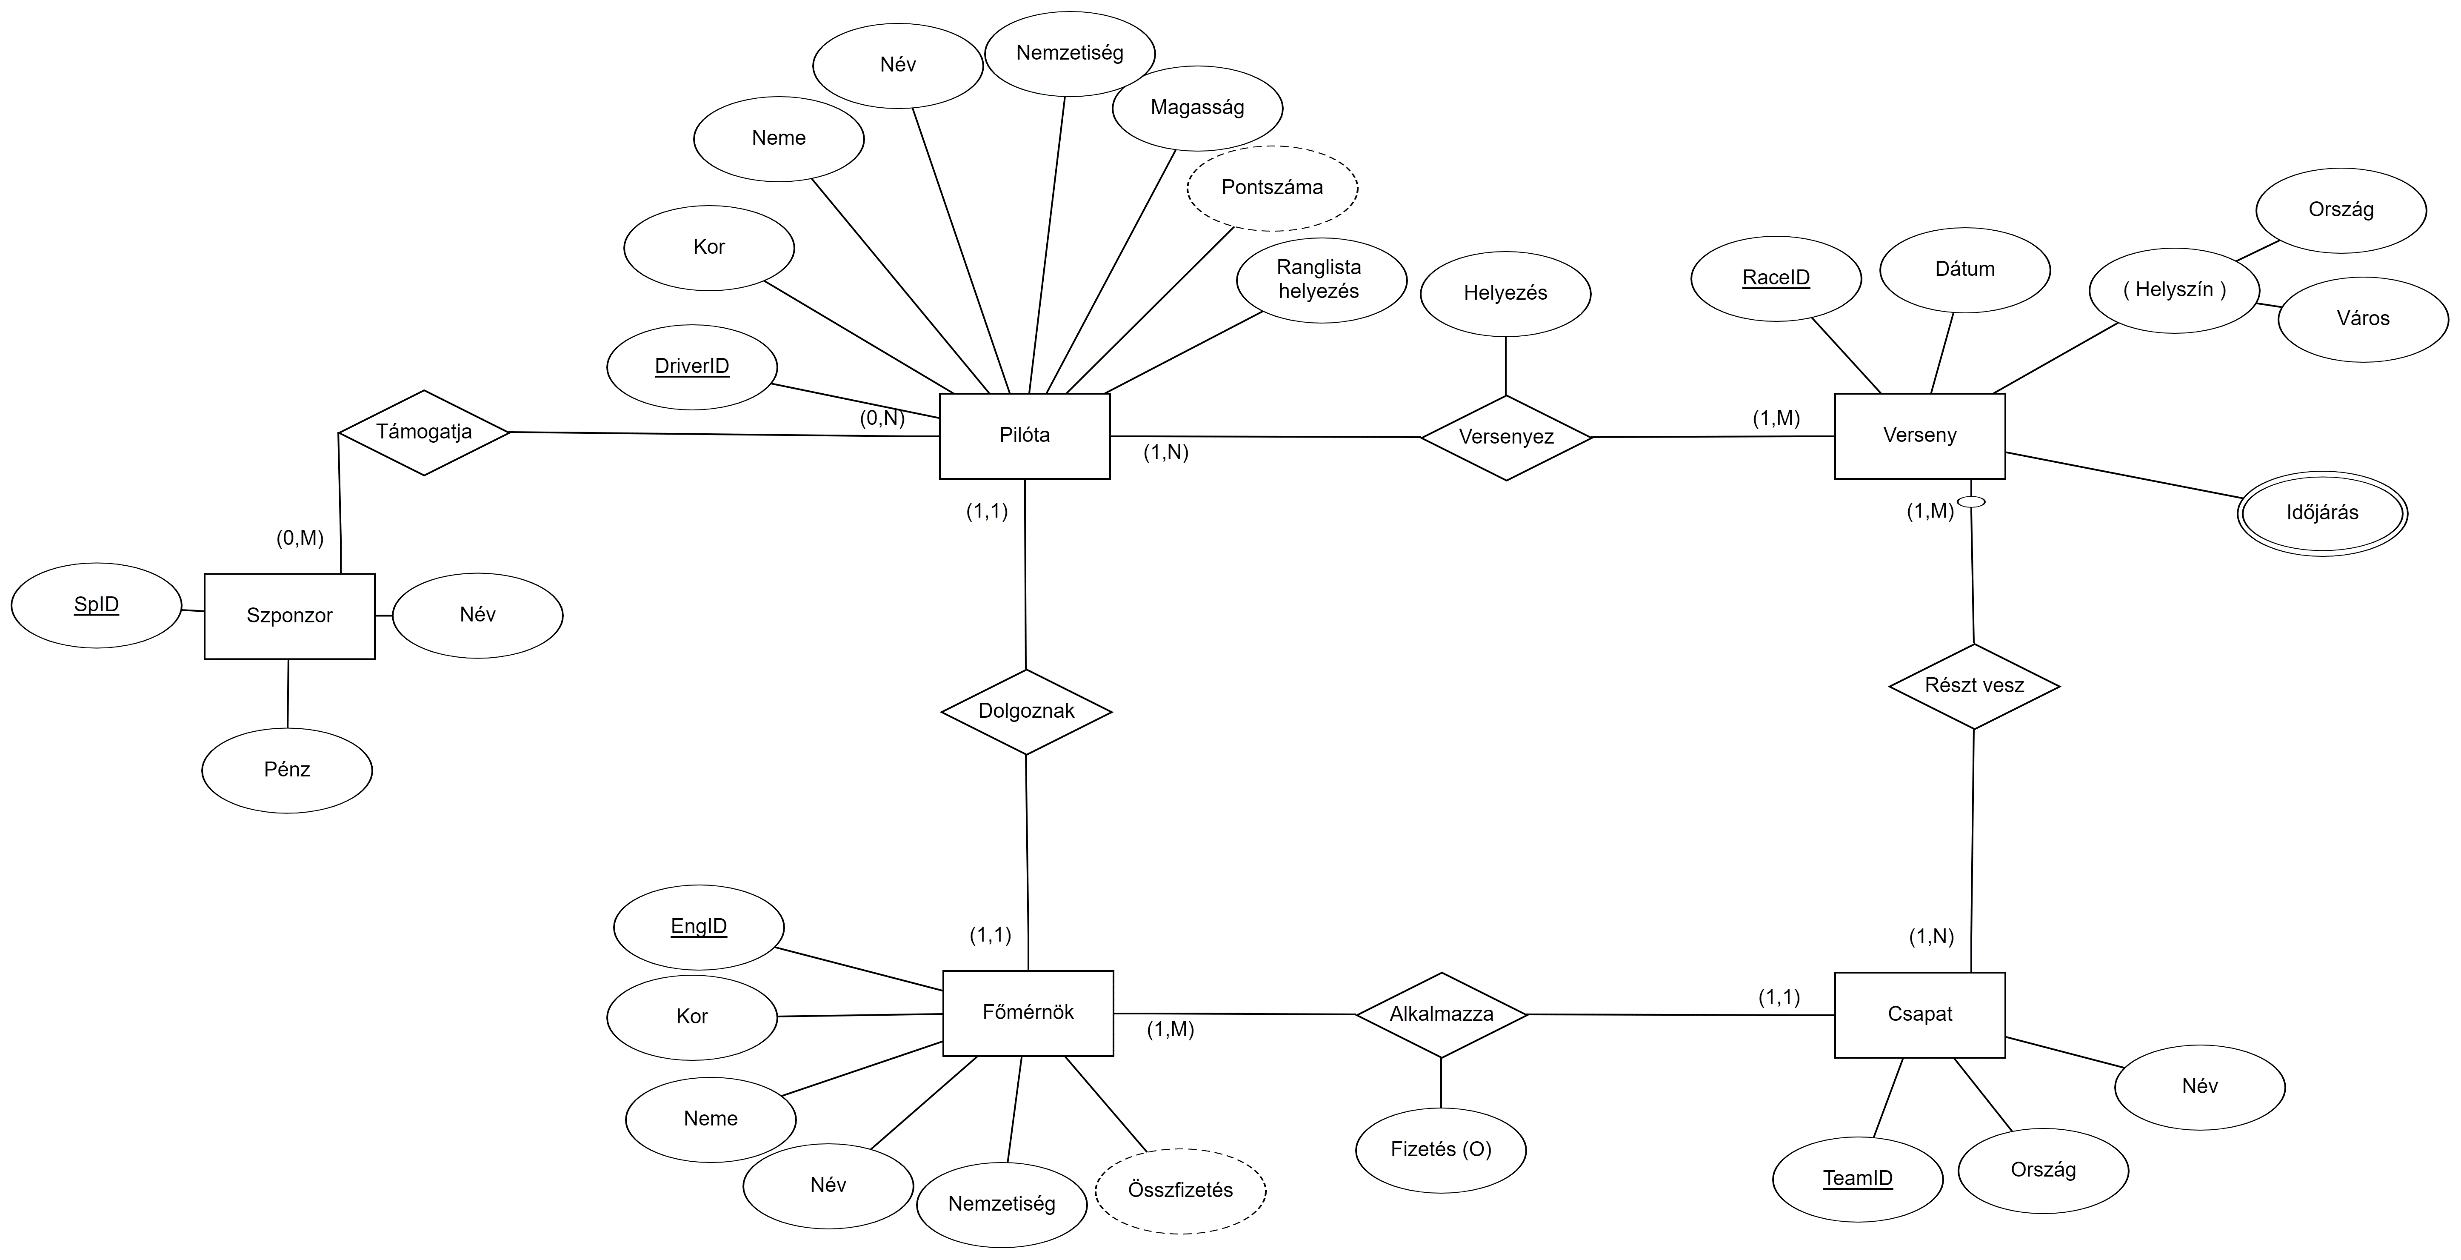 Nemzetiség
Név
Magasság
Neme
Pontszáma
Ország
Kor
Ranglista
helyezés
Helyezés
RaceID
Dátum
( Helyszín )
Város
DriverID
(0,N)
(1,M)
Támogatja
Pilóta
Versenyez
Verseny
(1,N)
(1,1)
(1,M)
Időjárás
(0,M)
SpID
Szponzor
Név
Részt vesz
Dolgoznak
Pénz
EngID
(1,1)
(1,N)
(1,1)
Kor
Főmérnök
Alkalmazza
Csapat
(1,M)
Név
Neme
Fizetés (O)
Név
Nemzetiség
Összfizetés
TeamID
Ország